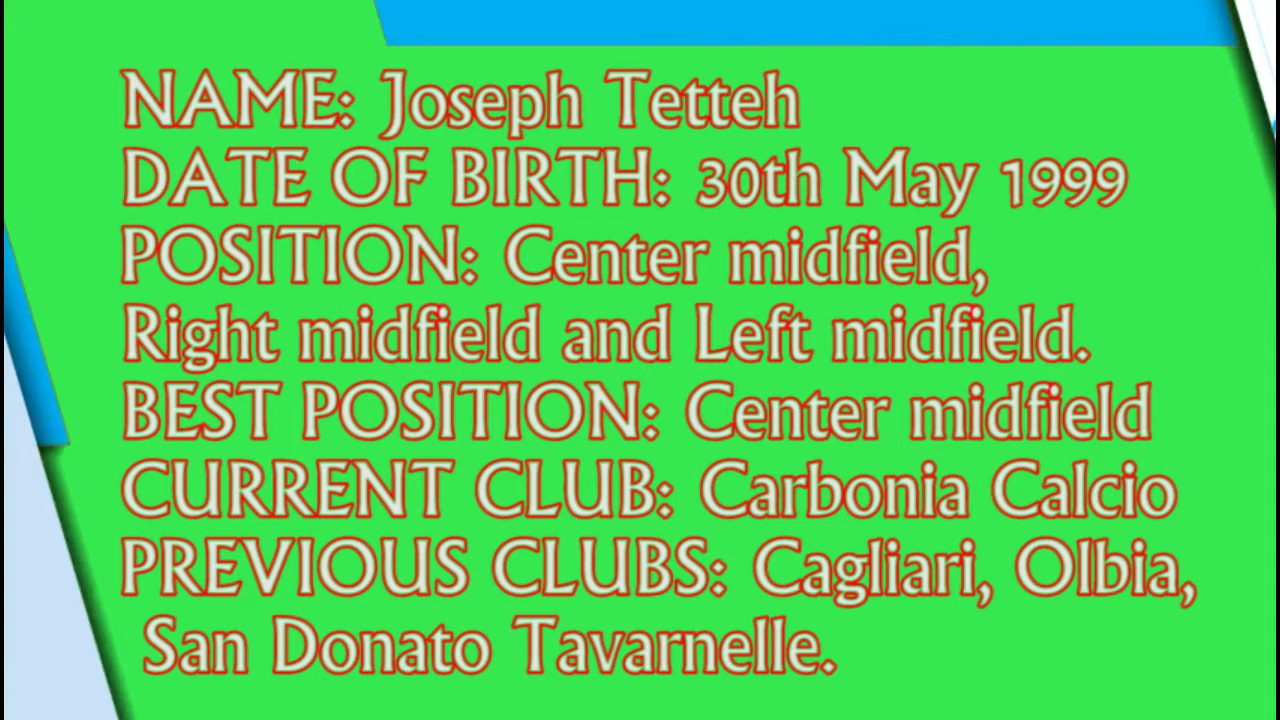 NAME: Joseph Tetteh
DATE OF BIRTH: 30th May 1999
POSITION: Center midfield,
Right midfield and Left midfield.
BEST POSITION: Center midfield
CURRENT CLUB: Carbonia Calcio
PREVIOUS CLUBS: Cagliari, Olbia,
San Donato Tavarnelle.